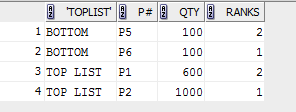 'TOPLIST' P# QTY RANKS
1 BOTTOM P5 100 2
2 BOTTOM P6 100 1
3 TOP LIST P1 600 2
4 TOP LIST P2 1000 1